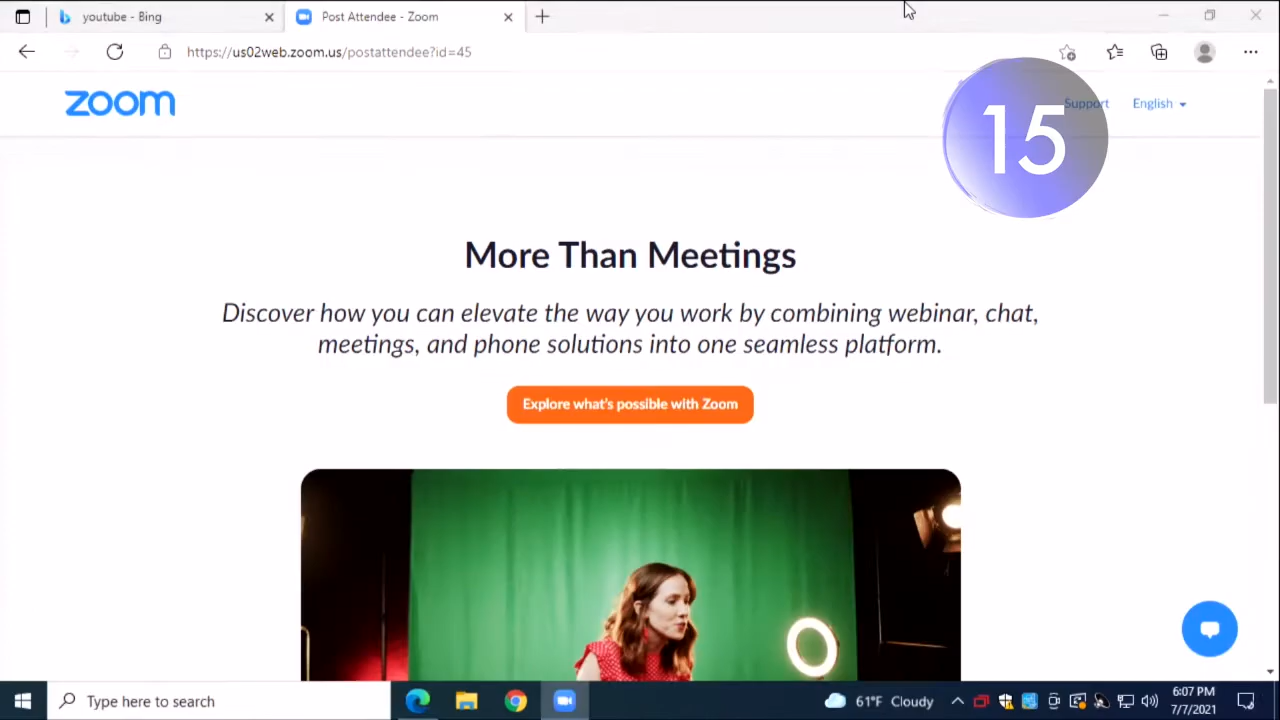 youtube - Bing
Post Attendee - Zoom
https://us02web.zoom.us/postattendee?id=45
zoom
Support
English
15
More Than Meetings
Discover how you can elevate the way you work by combining webinar, chat,
meetings, and phone solutions into one seamless platform.
Explore what's possible with Zoom
Type here to search
61°F Cloudy
6:07 PM
7/7/2021